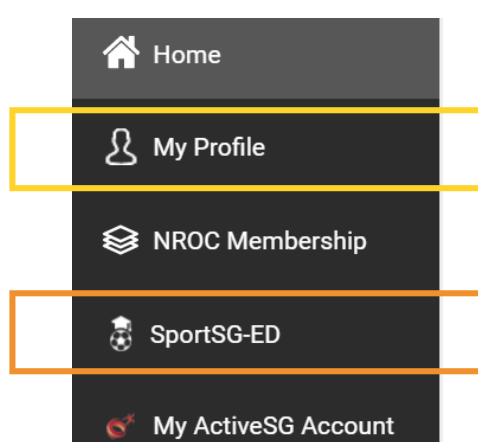 Home
My Profile
NROC Membership
SportSG-ED
My ActiveSG Account